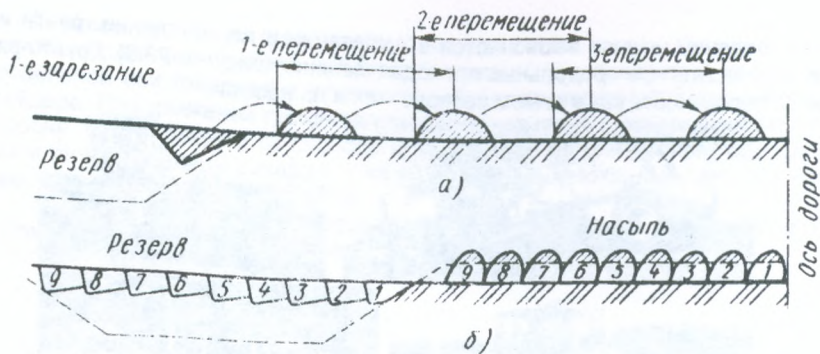 2-е перемещение
1-е перемещение
3-е перемещение
1-е зарезание
Резерв
а)
Резерв
Насыпь
Ось дороги
9 8 7 6 5 4 3 2 1
9 8 7 6 5 4 3 2 1
б)